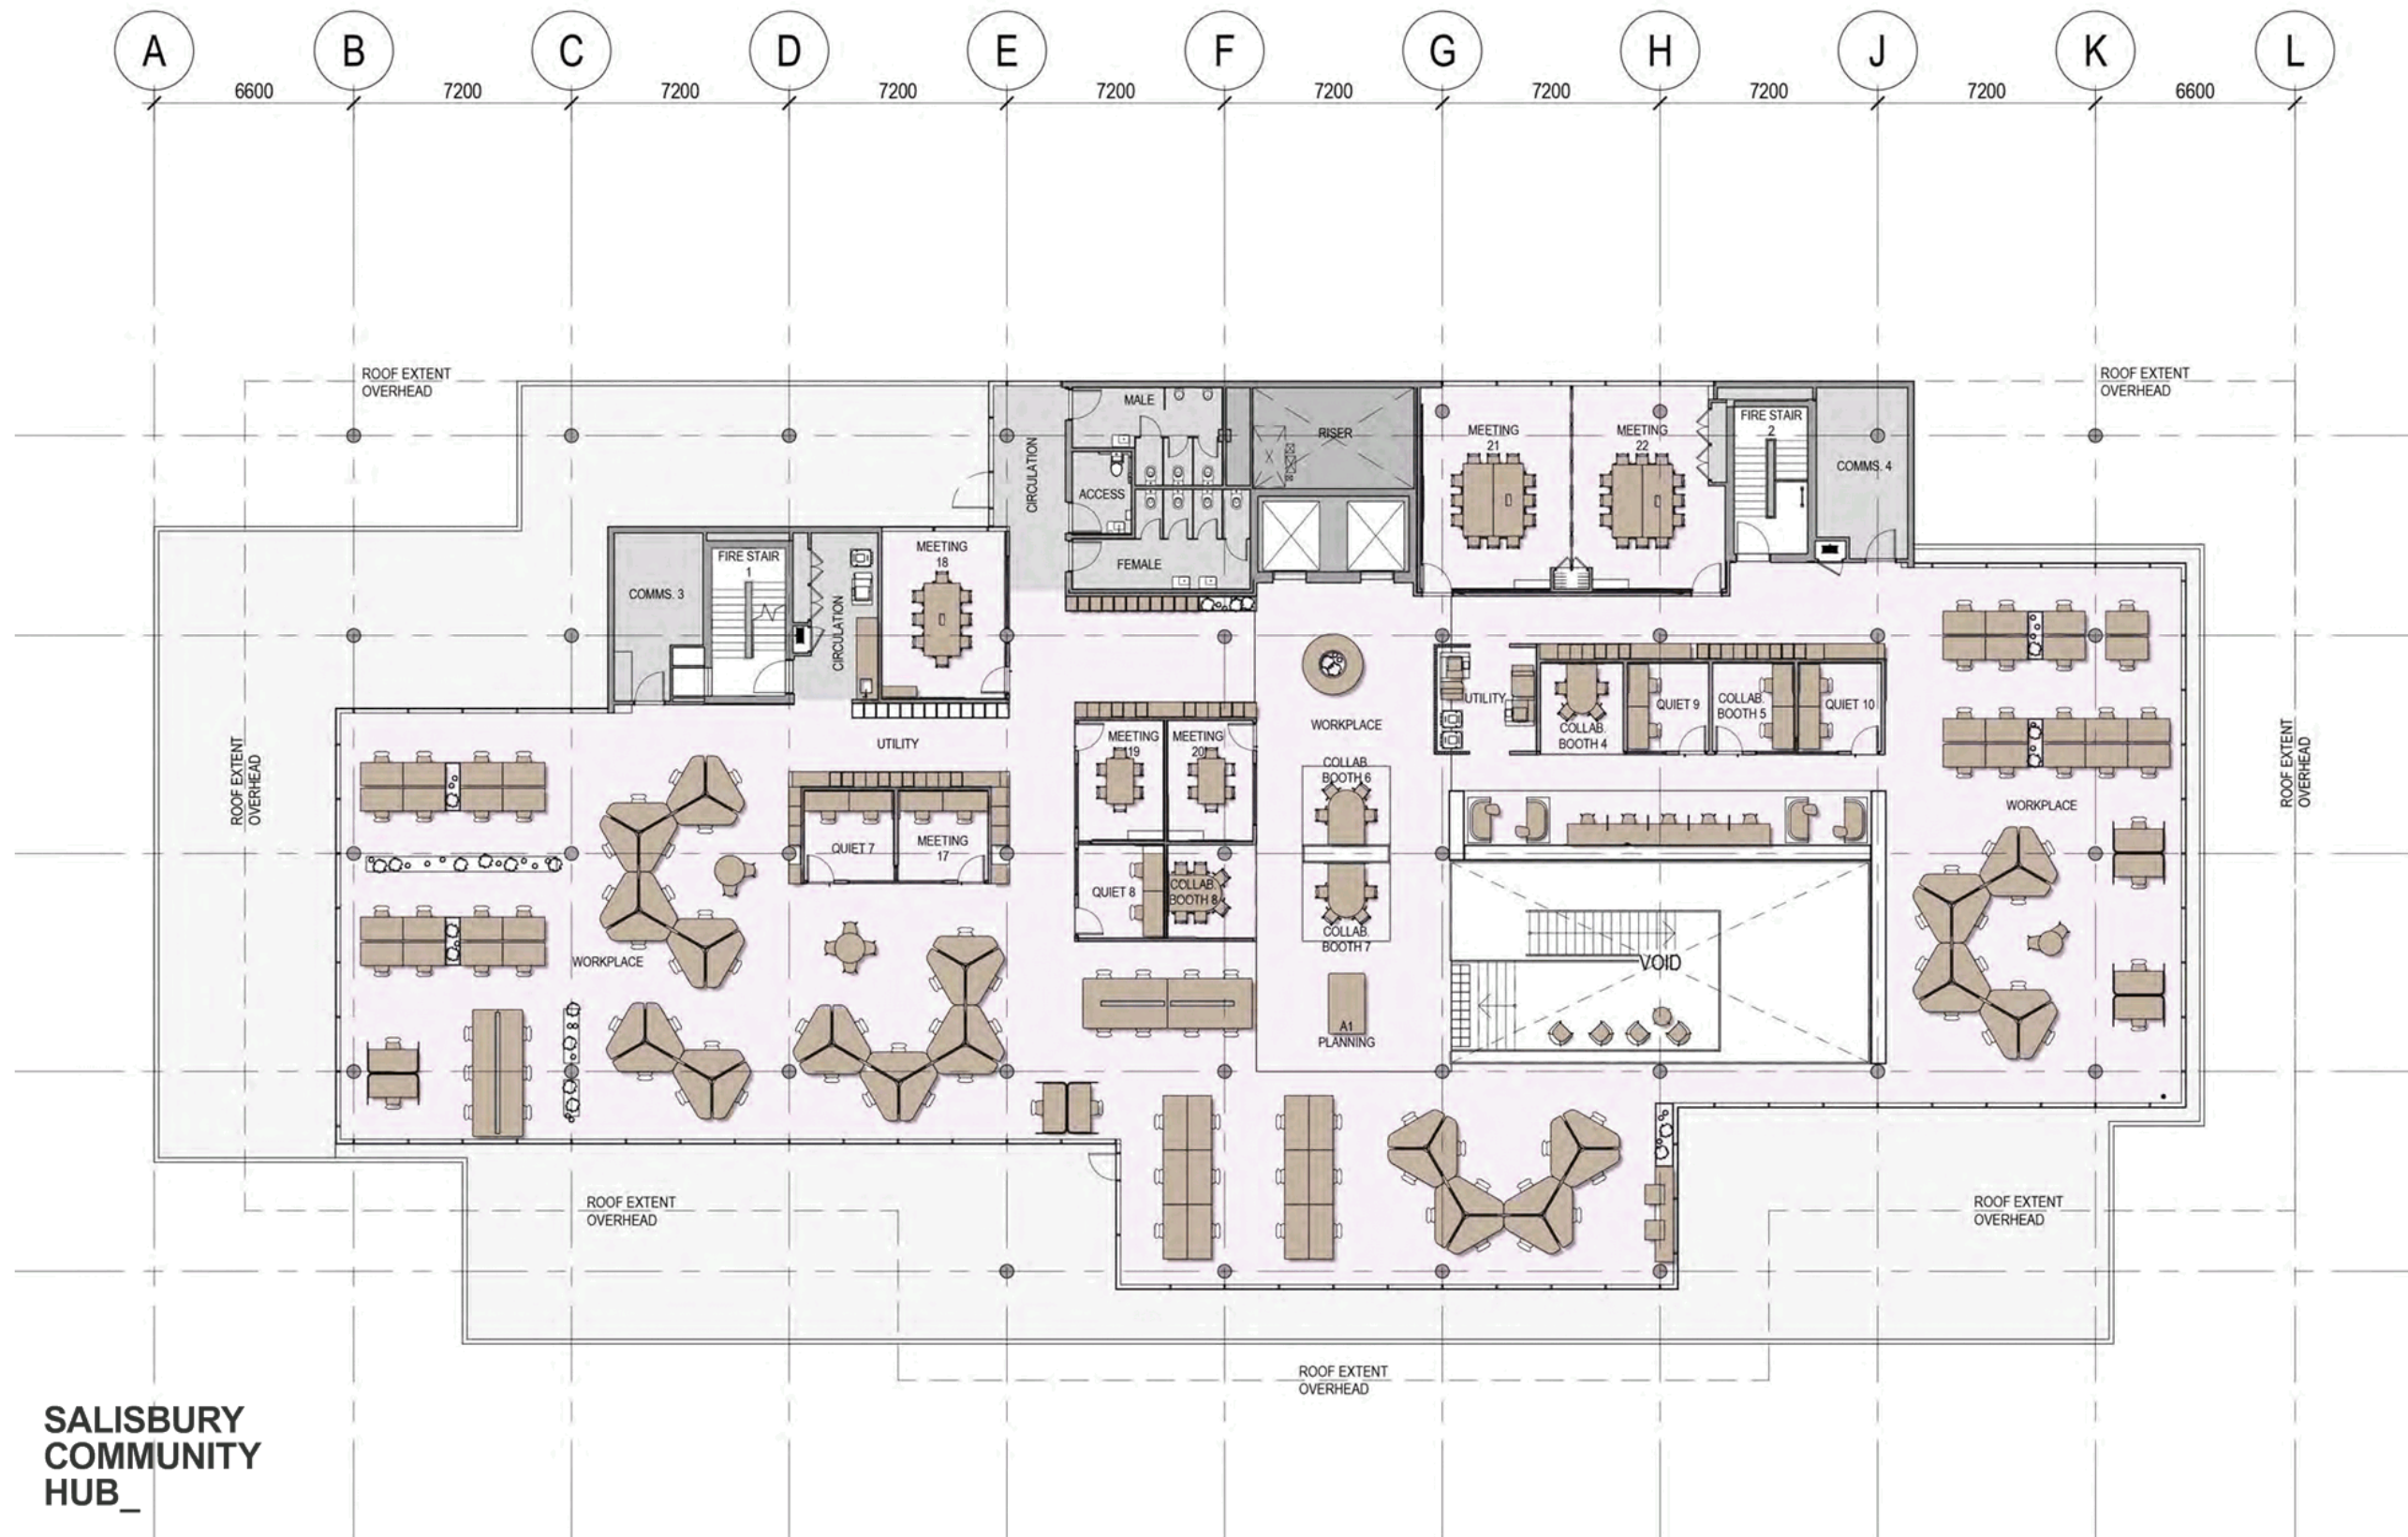 A B C D E F G H J K L
6600 7200 7200 7200 7200 7200 7200 7200 7200 6600
ROOF EXTENT
OVERHEAD
ROOF EXTENT
OVERHEAD
MALE
ACCESS
FEMALE
CIRCULATION
RISER
MEETING
21
MEETING
22
FIRE STAIR
2
COMMS. 4
COMMS. 3
FIRE STAIR
1
CIRCULATION
MEETING
18
UTILITY
MEETING
19
MEETING
20
WORKPLACE
UTILITY
COLLAB.
BOOTH 4
QUIET 9
COLLAB.
BOOTH 5
QUIET 10
ROOF EXTENT
OVERHEAD
ROOF EXTENT
OVERHEAD
COLLAB.
BOOTH 6
WORKPLACE
QUIET 7
MEETING
17
QUIET 8
COLLAB.
BOOTH 8
COLLAB.
BOOTH 7
WORKPLACE
VOID
A1
PLANNING
ROOF EXTENT
OVERHEAD
ROOF EXTENT
OVERHEAD
ROOF EXTENT
OVERHEAD
SALISBURY
COMMUNITY
HUB_